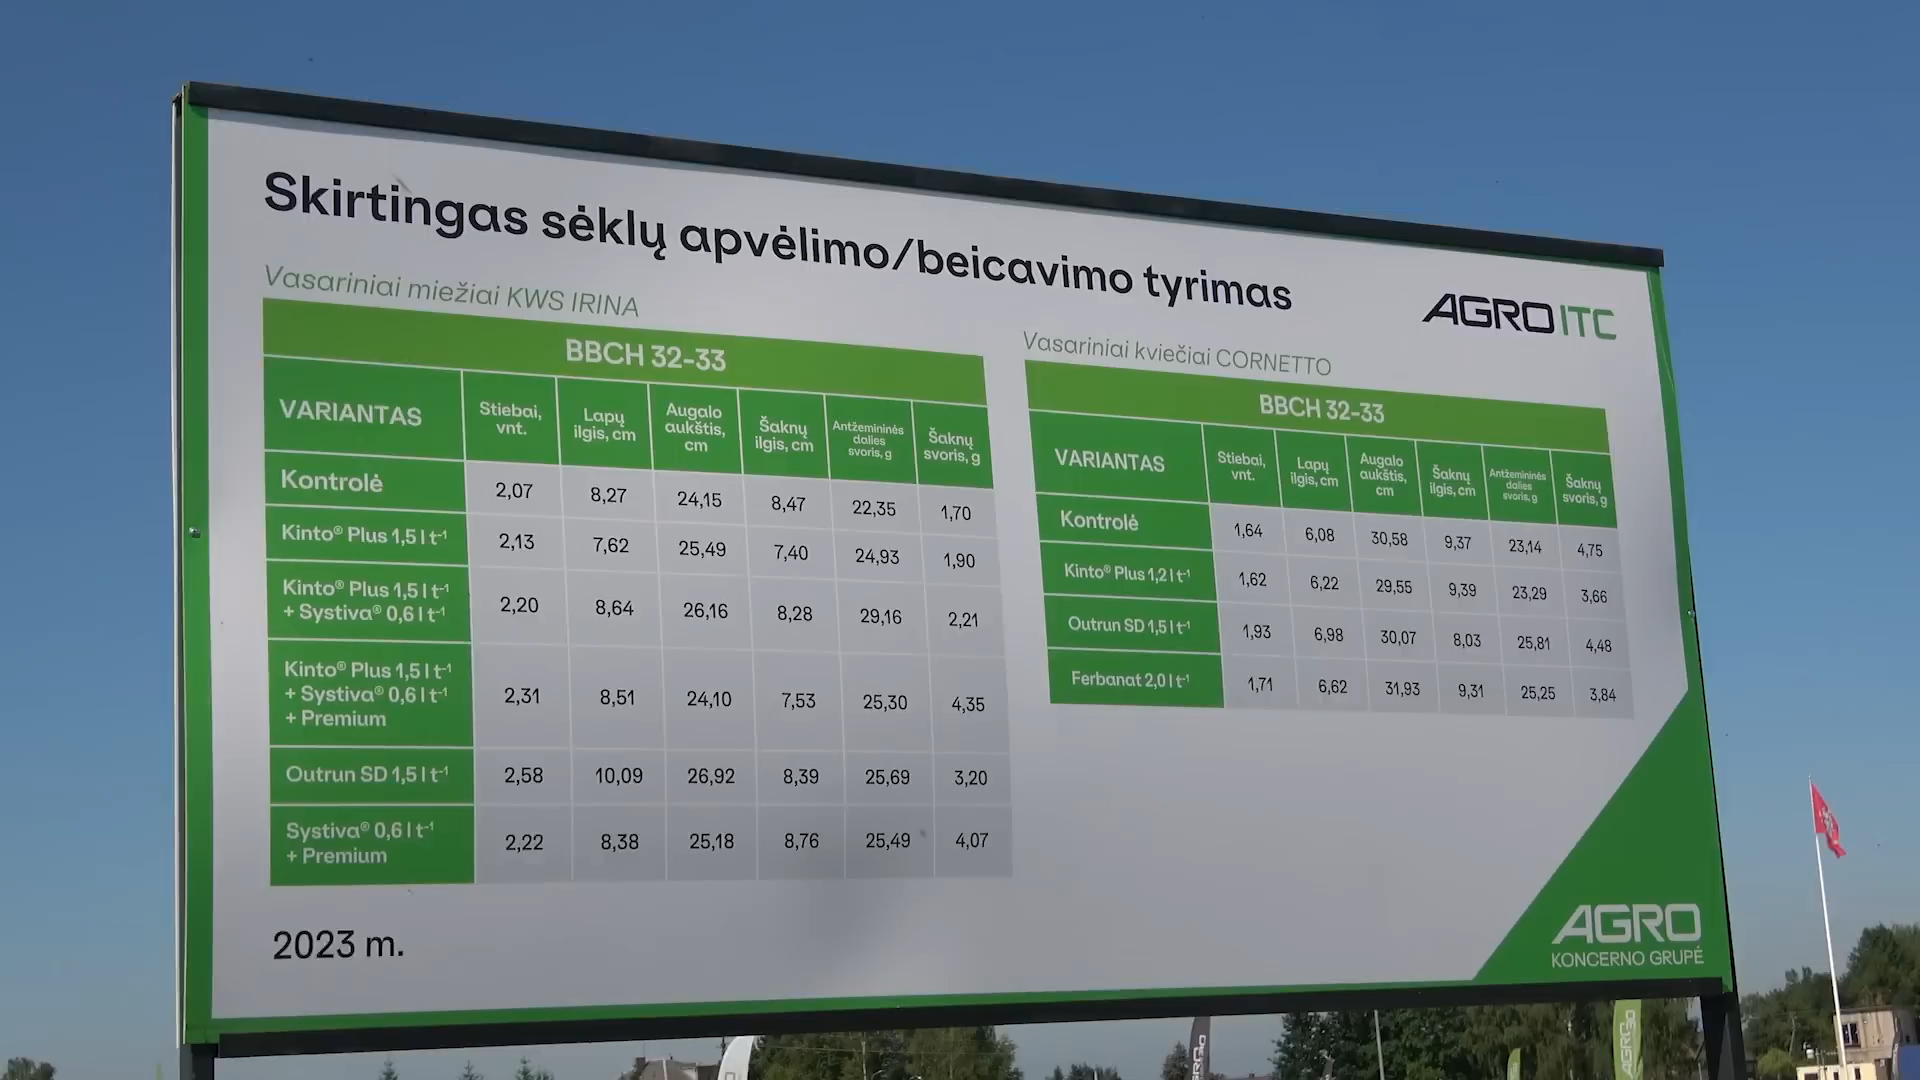 Skirtingas sėklų apvėlimo/beicavimo tyrimas
AGRO ITC
Vasariniai miežiai KWS IRINA
BBCH 32-33
VARIANTAS
Stiebai, vnt.
Lapų ilgis, cm
Augalo aukštis, cm
Šaknų ilgis, cm
Antžemininės dalies svoris, g
Šaknų svoris, g
Kontrolė 2,07 8,27 24,15 8,47 22,35 1,70
Kinto® Plus 1,5 l t⁻¹ 2,13 7,62 25,49 7,40 24,93 1,90
Kinto® Plus 1,5 l t⁻¹
+ Systiva® 0,6 l t⁻¹ 2,20 8,64 26,16 8,28 29,16 2,21
Kinto® Plus 1,5 l t⁻¹
+ Systiva® 0,6 l t⁻¹
+ Premium 2,31 8,51 24,10 7,53 25,30 4,35
Outrun SD 1,5 l t⁻¹ 2,58 10,09 26,92 8,39 25,69 3,20
Systiva® 0,6 l t⁻¹
+ Premium 2,22 8,38 25,18 8,76 25,49 4,07
Vasariniai kviečiai CORNETTO
BBCH 32-33
VARIANTAS
Stiebai, vnt.
Lapų ilgis, cm
Augalo aukštis, cm
Šaknų ilgis, cm
Antžemininės dalies svoris, g
Šaknų svoris, g
Kontrolė 1,64 6,08 30,58 9,37 23,14 4,75
Kinto® Plus 1,2 l t⁻¹ 1,62 6,22 29,55 9,39 23,29 3,66
Outrun SD 1,5 l t⁻¹ 1,93 6,98 30,07 8,03 25,81 4,48
Ferbanat 2,0 l t⁻¹ 1,71 6,62 31,93 9,31 25,25 3,84
2023 m.
AGRO
KONCERNO GRUPĖ